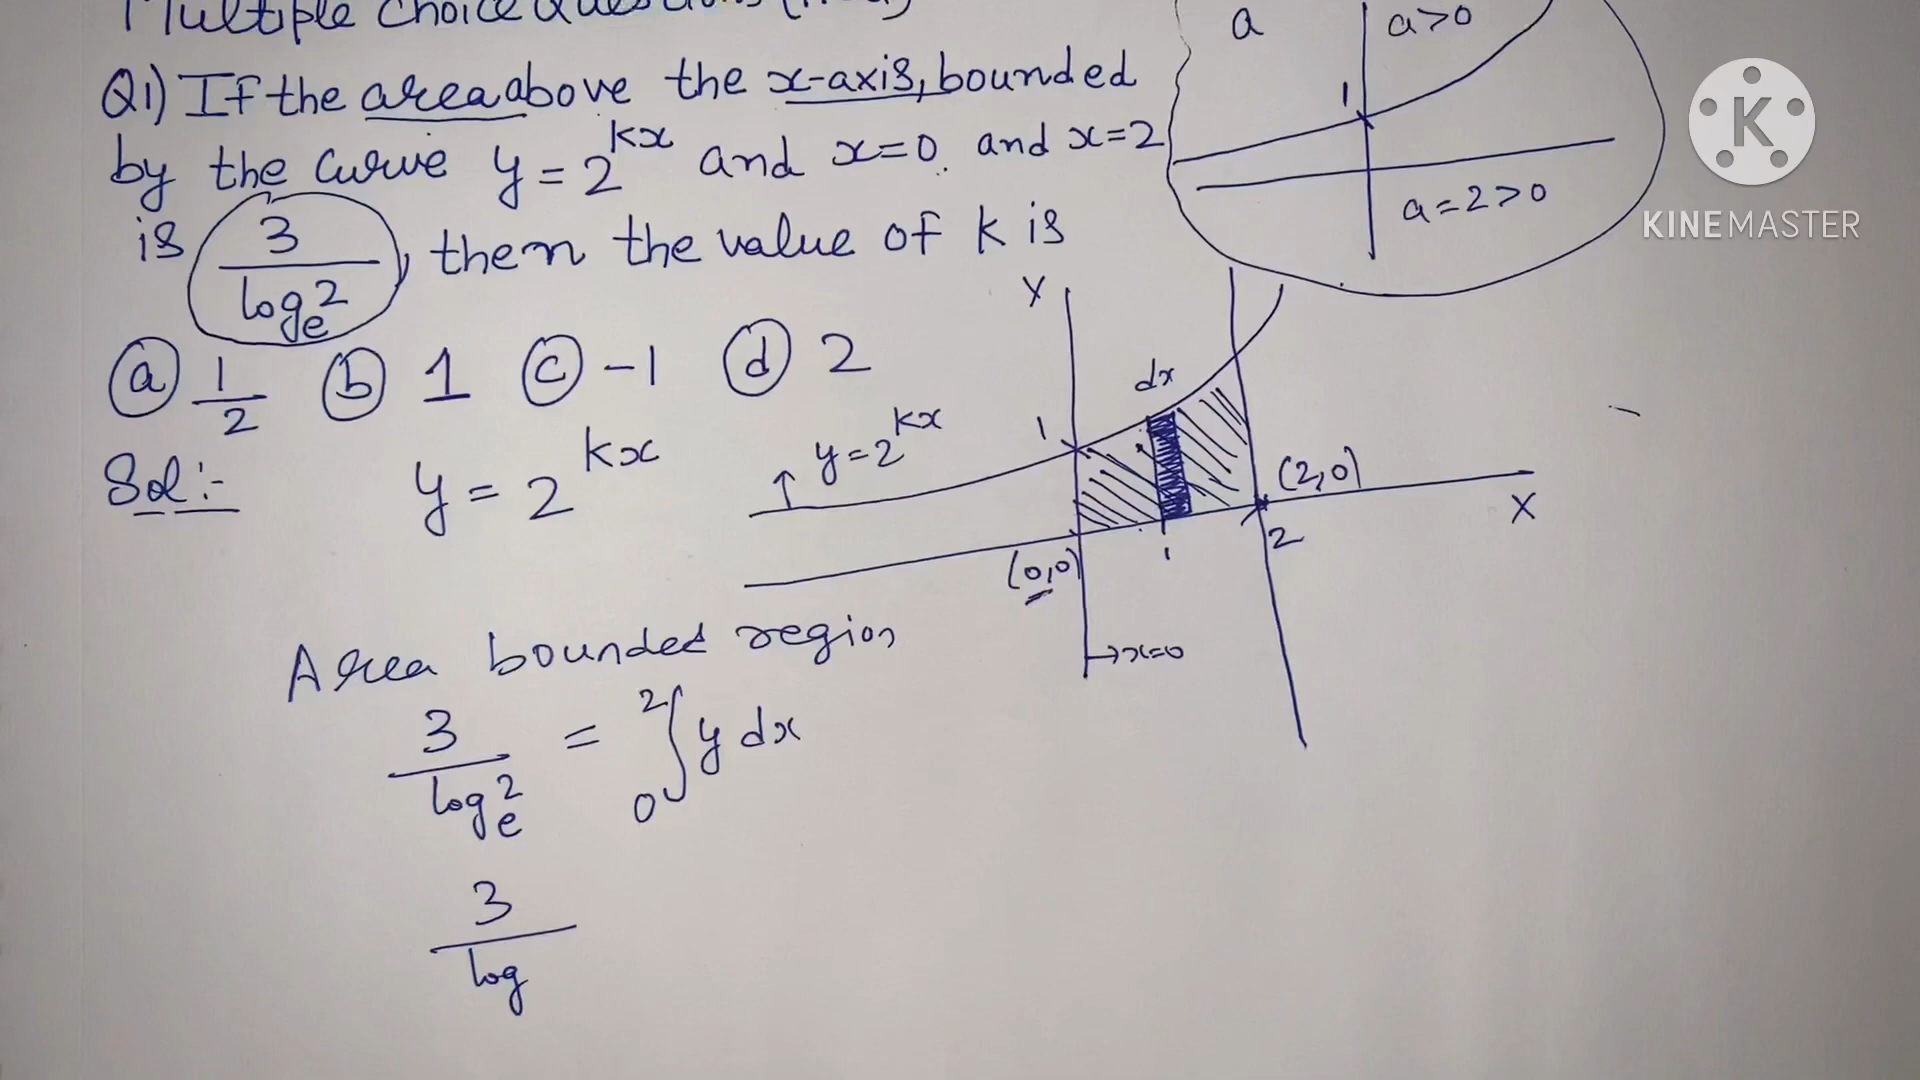 Multiple Choice Questions
Q1) If the area above the x-axis, bounded
by the curve y = 2^{kx} and x=0. and x=2
is 3/log_e 2, then the value of k is
(a) 1/2 (b) 1 (c) -1 (d) 2
Sol:-
y = 2^{kx}
a
a>0
1
a=2>0
K
KINEMASTER
Y
dx
1
y=2^{kx}
(2,0)
X
(0,0)
1
2
→x=0
Area bounded region
3/log_e 2 = ∫_0^2 y dx
3/log